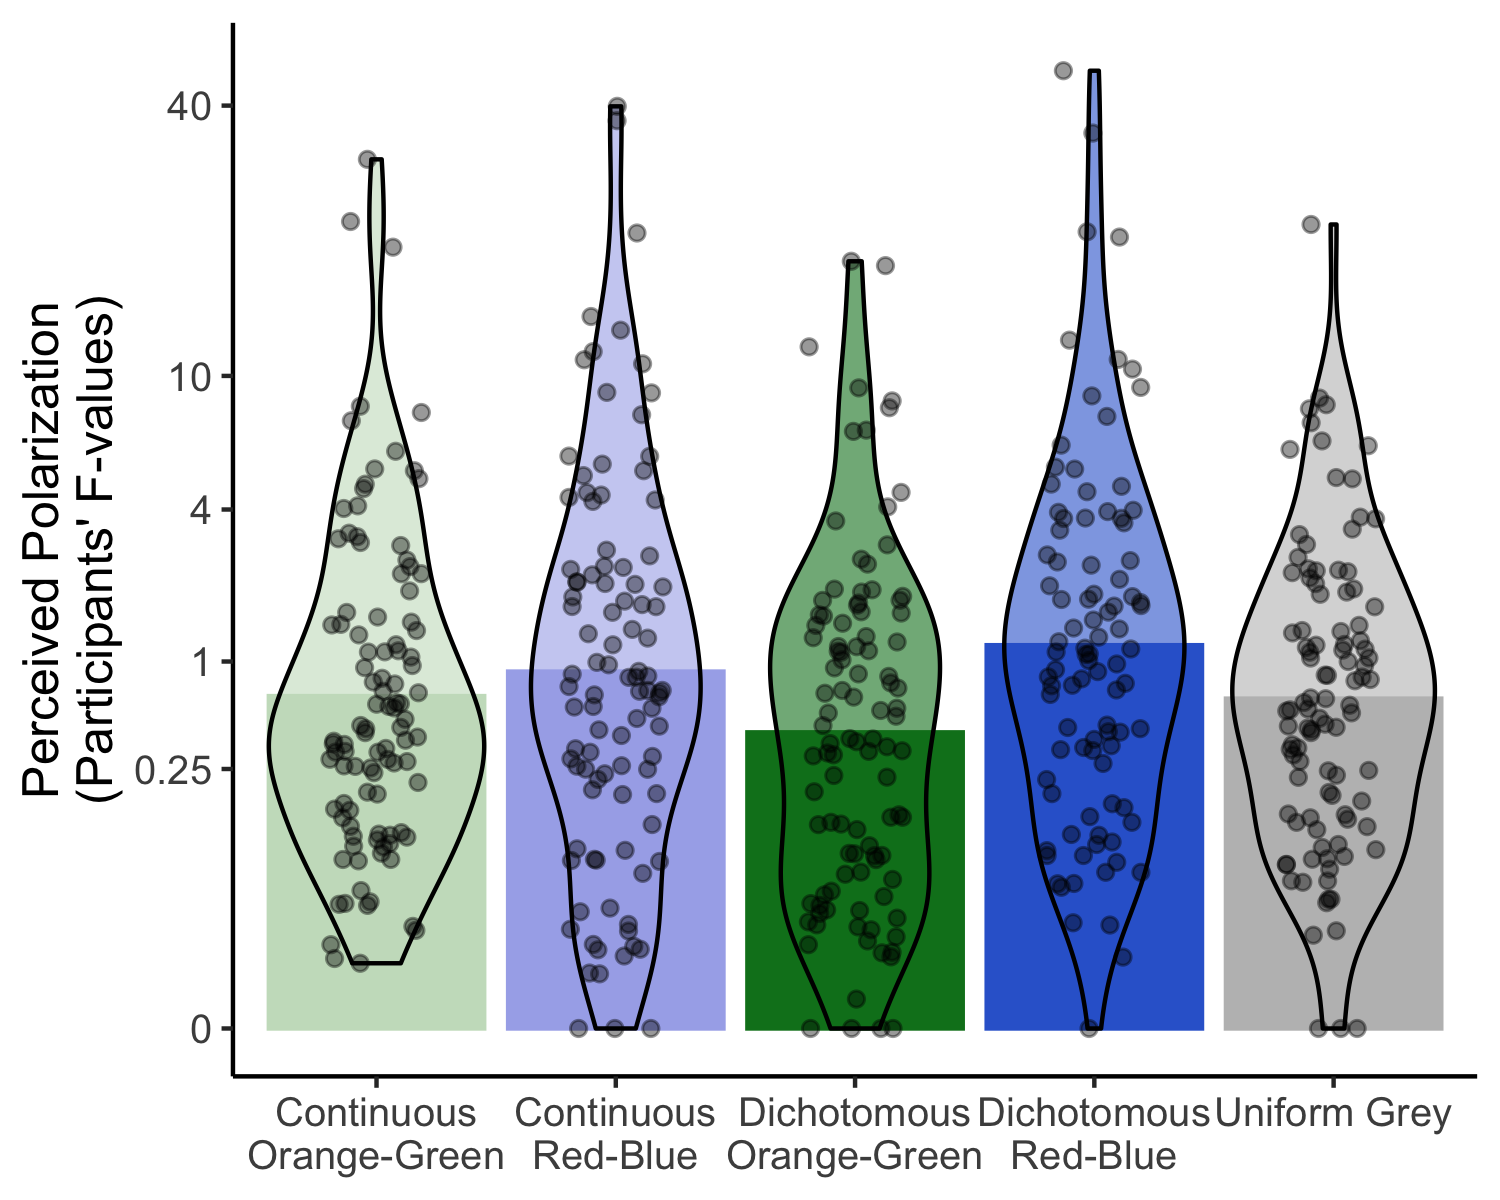 Perceived Polarization
(Participants' F-values)
40
10
4
1
0.25
0
Continuous
Orange-Green
Continuous
Red-Blue
Dichotomous
Orange-Green
Dichotomous
Red-Blue
Uniform Grey